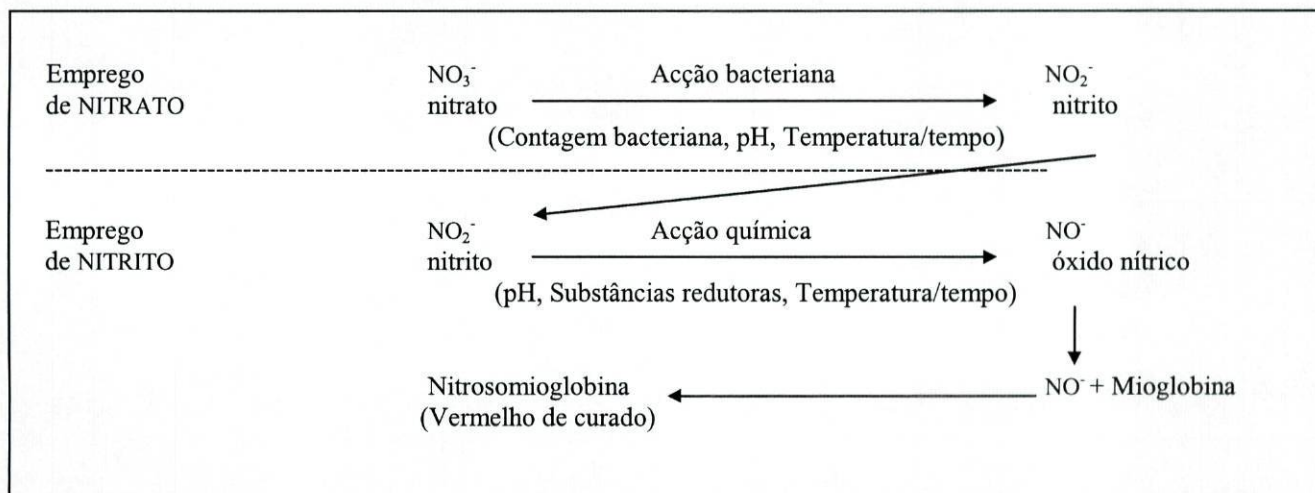 Emprego
de NITRATO
NO₃⁻
nitrato
Acção bacteriana
NO₂⁻
nitrito
(Contagem bacteriana, pH, Temperatura/tempo)
Emprego
de NITRITO
NO₂⁻
nitrito
Acção química
NO⁻
óxido nítrico
(pH, Substâncias redutoras, Temperatura/tempo)
Nitrosomioglobina
(Vermelho de curado)
NO⁻ + Mioglobina